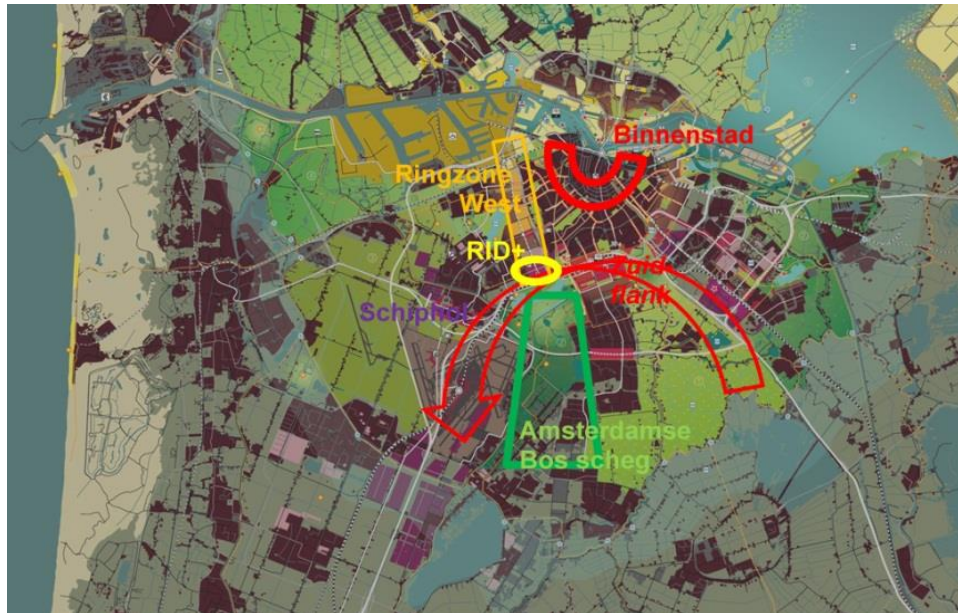 Binnenstad
Ringzone
West
RID+
Zuid-
flank
Schiphol
Amsterdamse
Bos scheg